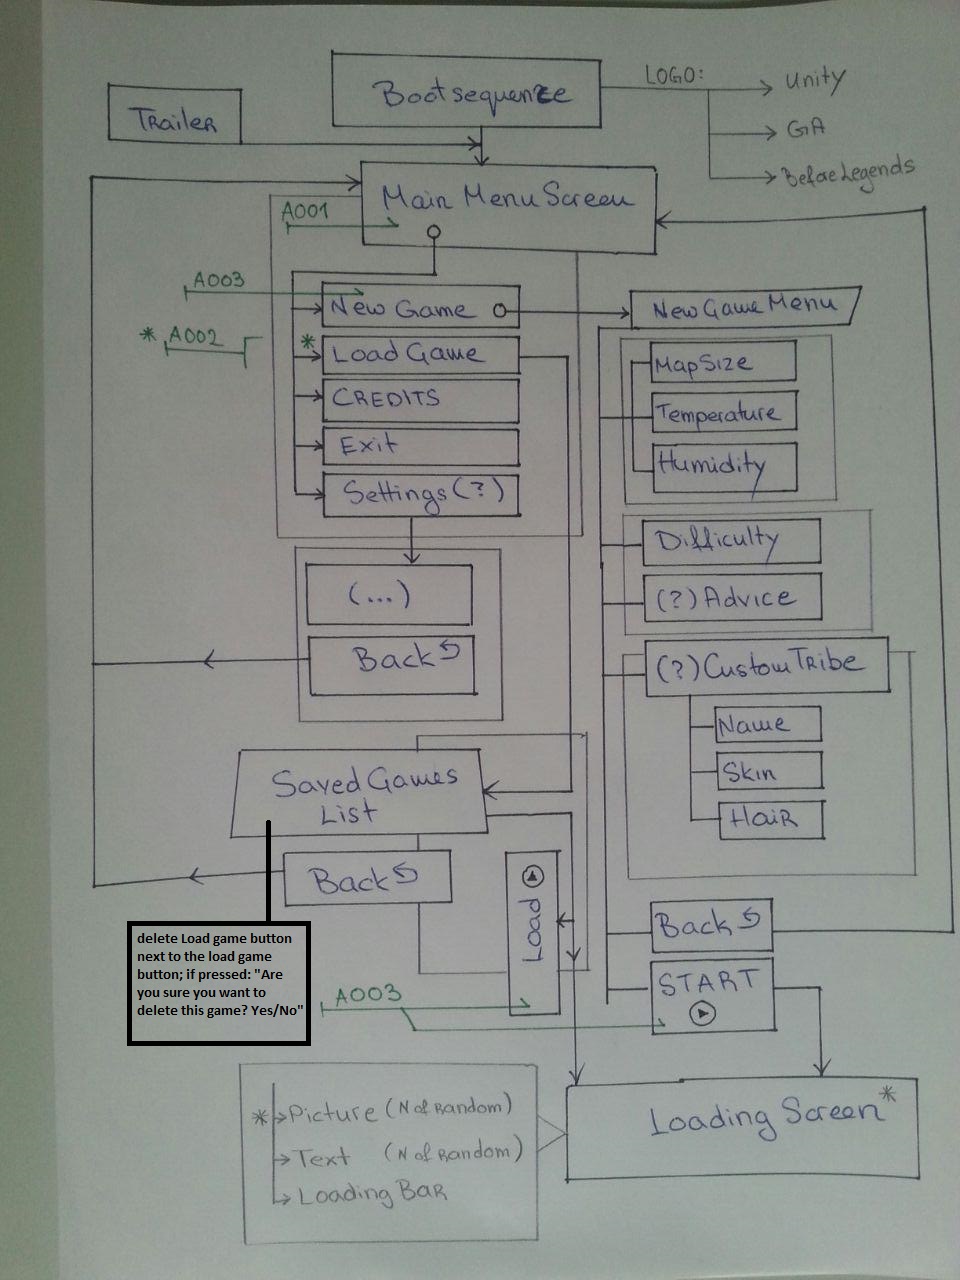 Bootsequenze
LOGO:
Unity
GA
BeforeLegends
TRaileR
Main Menu Screen
A001
A003
* A002
New Game
* Load Game
CREDITS
Exit
Settings (?)
New Game Menu
MapSize
Temperature
Humidity
(...)
Back
Difficulty
(?) Advice
(?) Custom TRibe
Name
Skin
HaiR
Saved Games
List
Back
Load
delete Load game button
next to the load game
button; if pressed: "Are
you sure you want to
delete this game? Yes/No"
A003
Back
START
Loading Screen*
* Picture (N of Random)
Text (N of Random)
Loading BaR